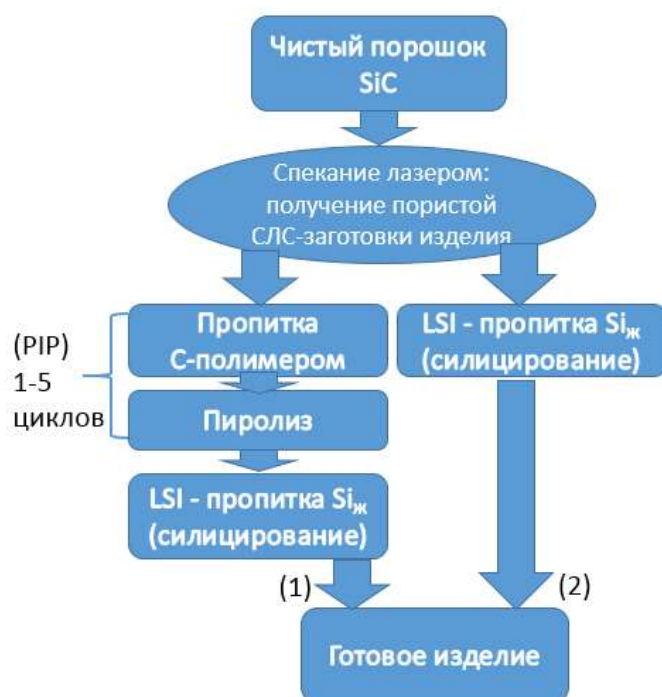 Чистый порошок
SiC
Спекание лазером:
получение пористой
СЛС-заготовки изделия
(PIP)
1-5
циклов
Пропитка
С-полимером
Пиролиз
LSI - пропитка Siж
(силицирование)
LSI - пропитка Siж
(силицирование)
(1)
(2)
Готовое изделие